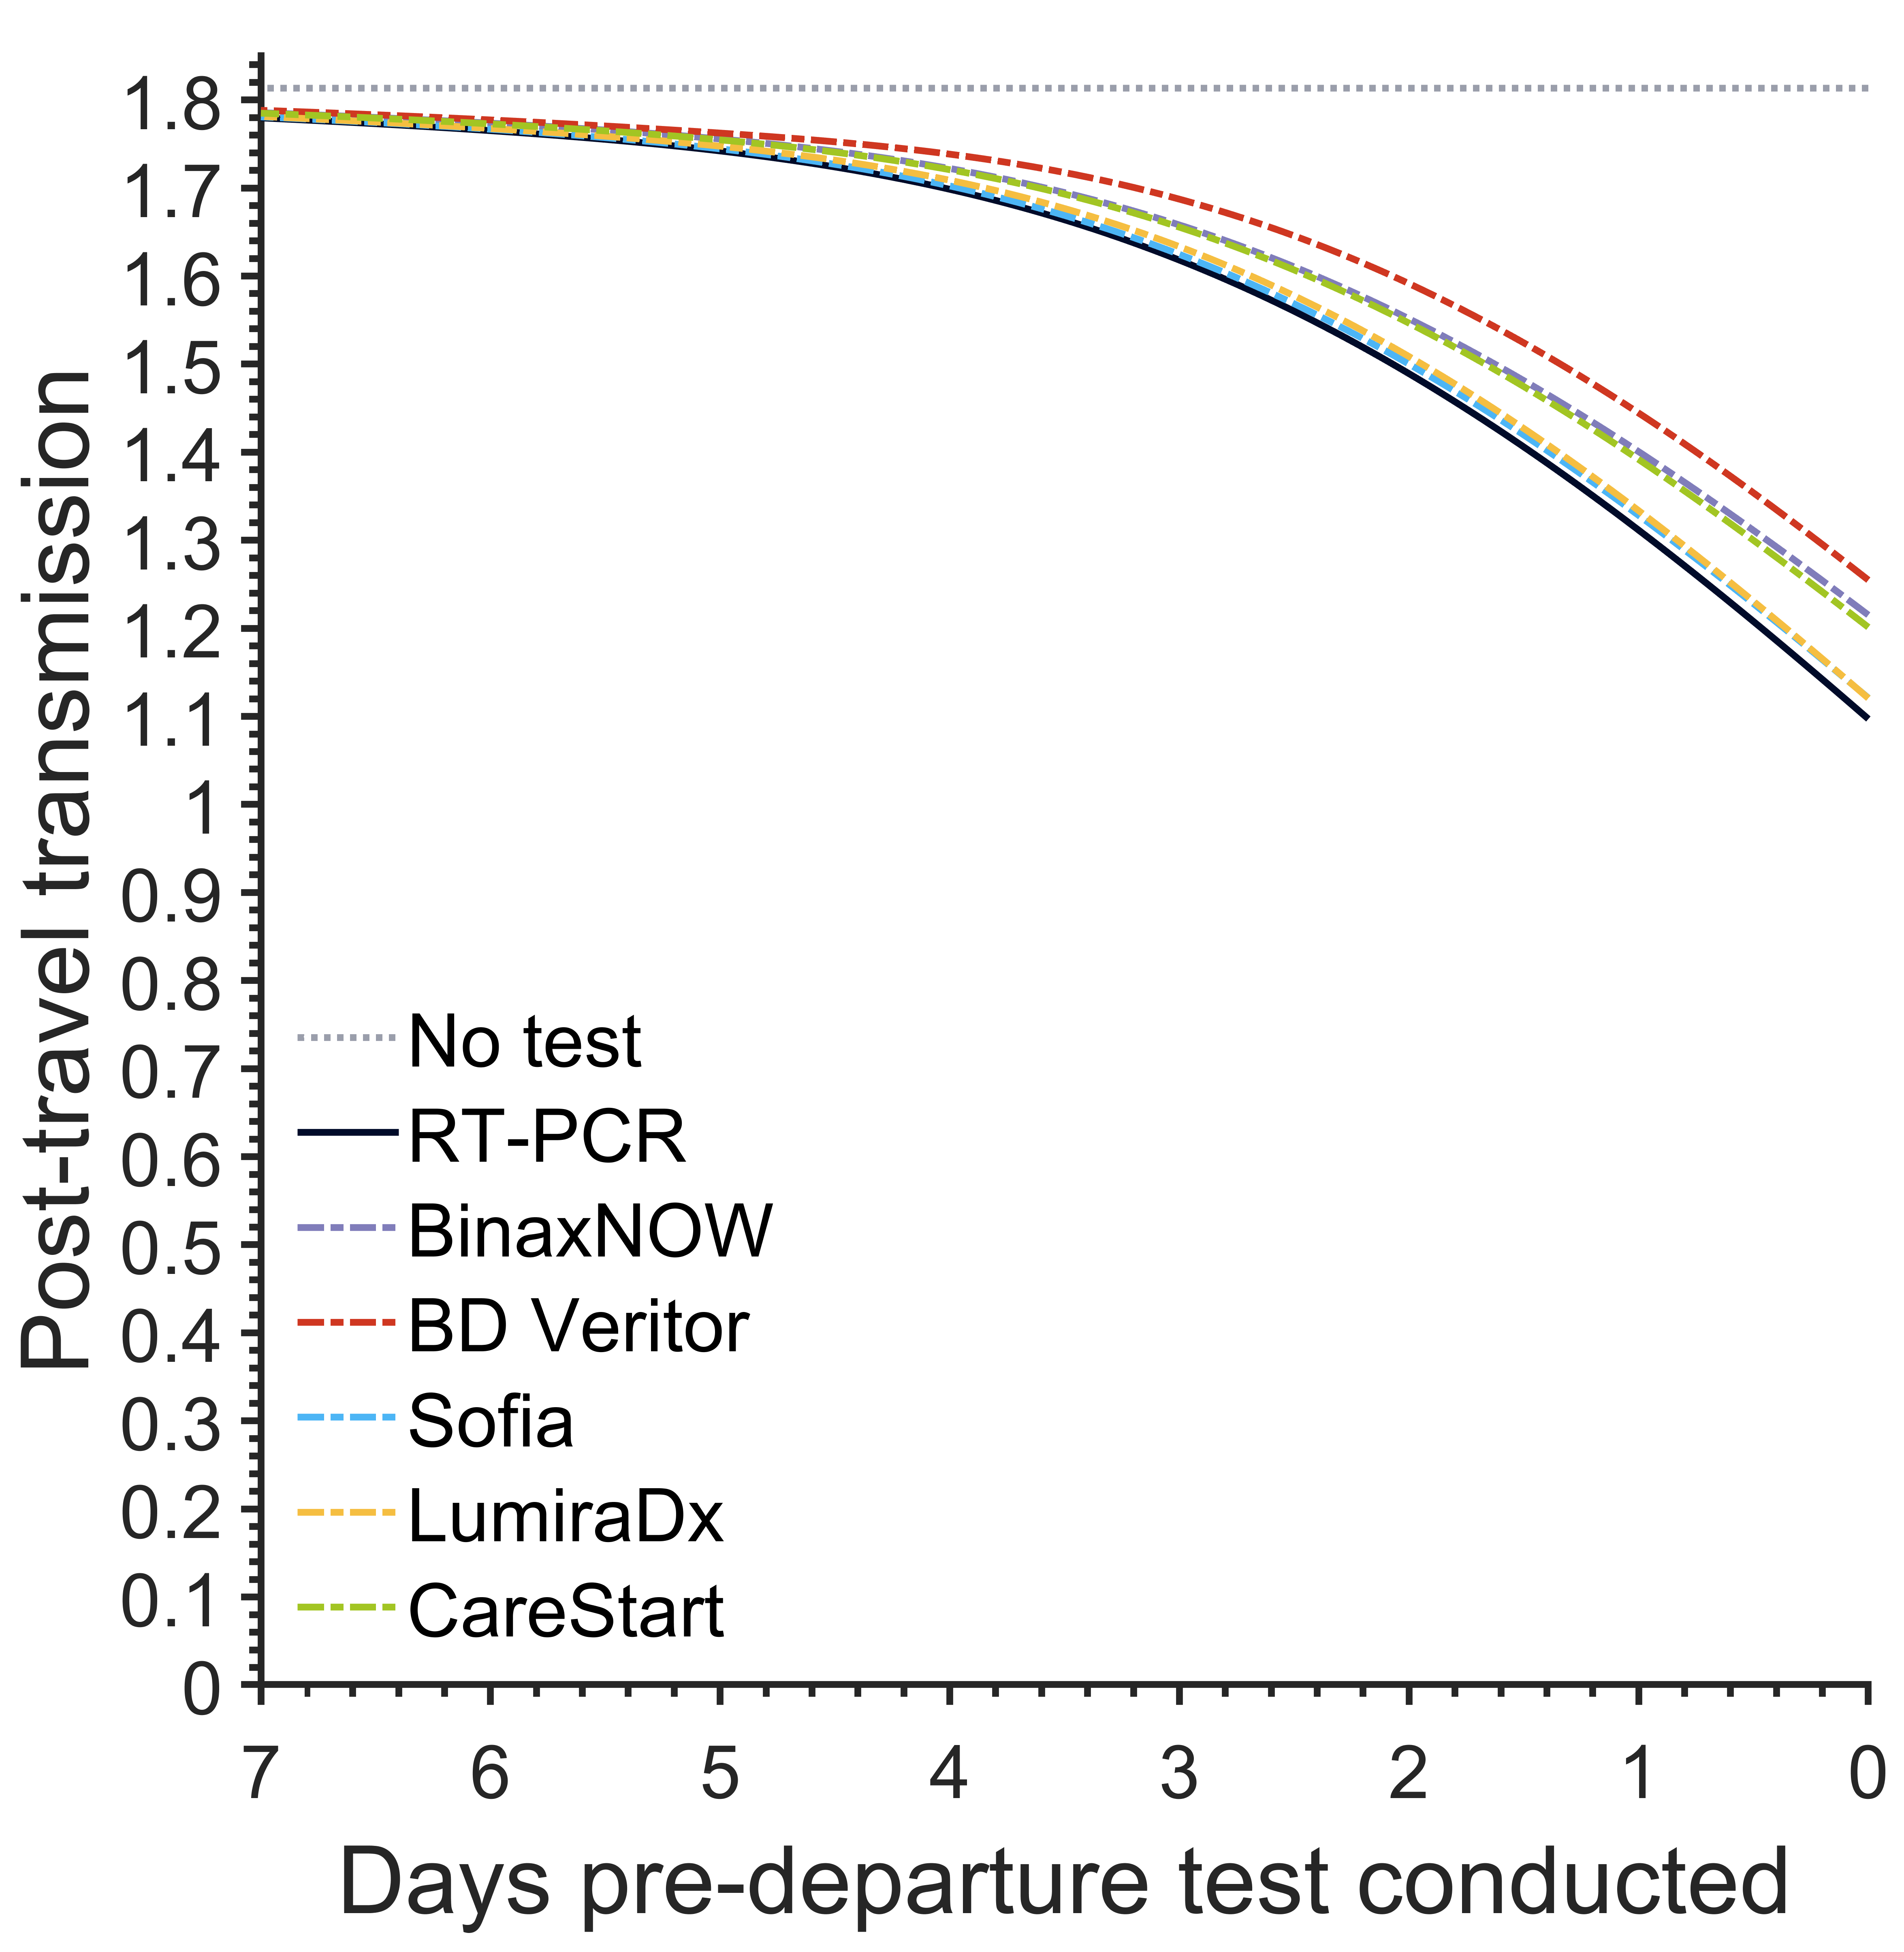 Post-travel transmission
1.8
1.7
1.6
1.5
1.4
1.3
1.2
1.1
1
0.9
0.8
0.7
0.6
0.5
0.4
0.3
0.2
0.1
0
No test
RT-PCR
BinaxNOW
BD Veritor
Sofia
LumiraDx
CareStart
7 6 5 4 3 2 1 0
Days pre-departure test conducted